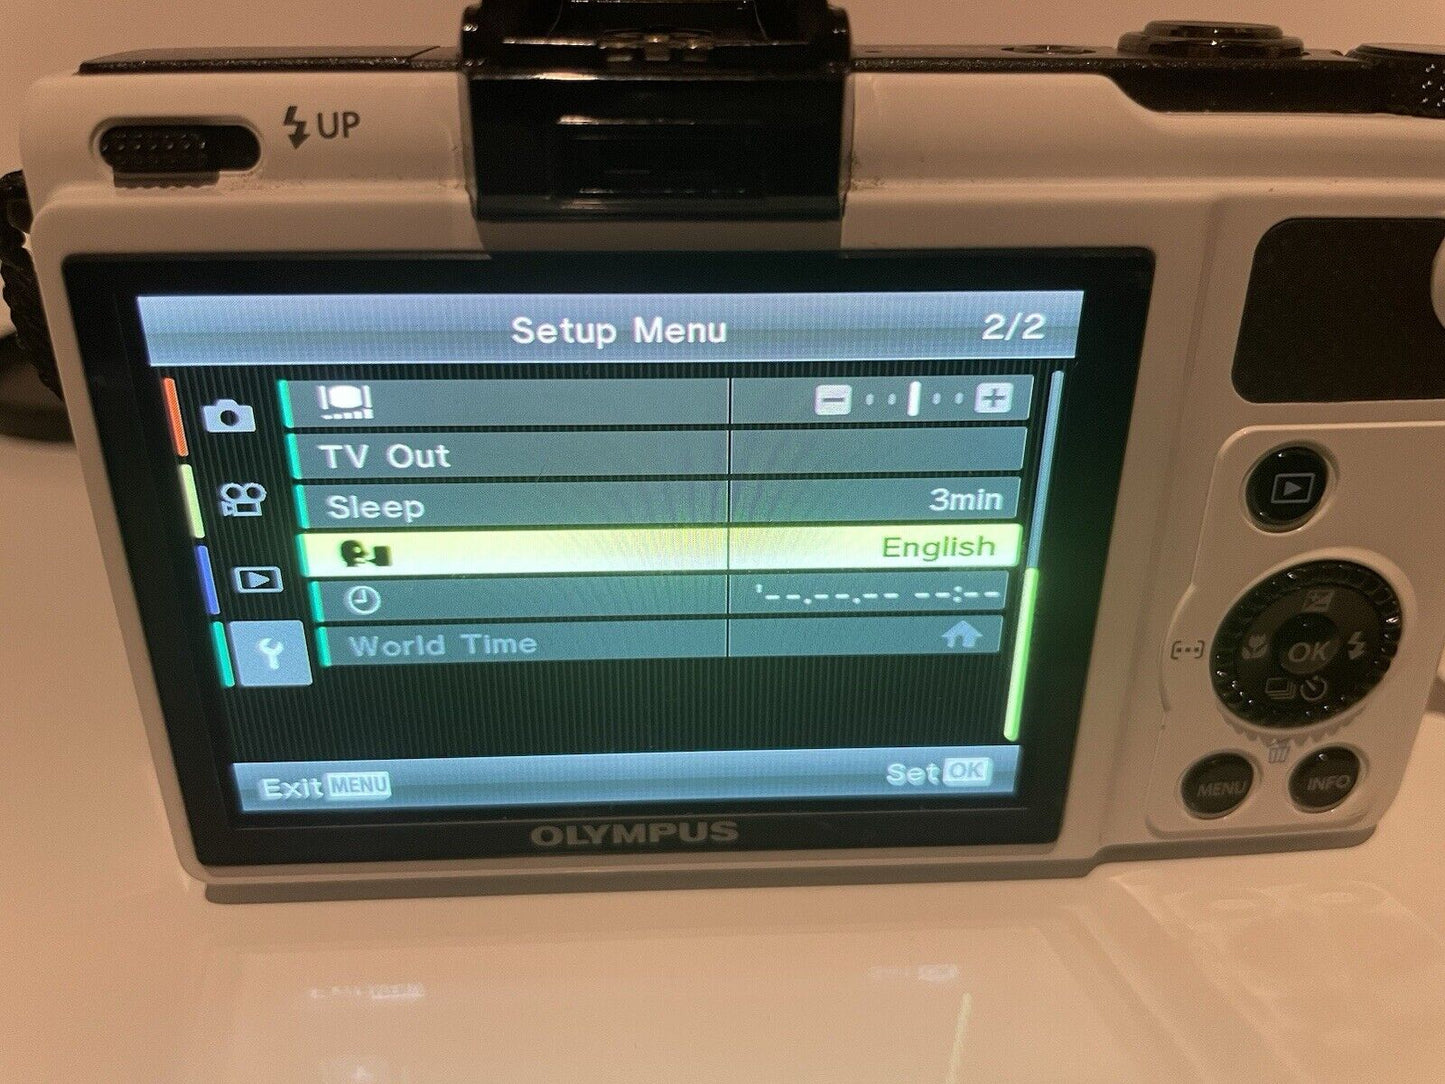 UP
Setup Menu 2/2
TV Out
Sleep 3min
English
'--.--.-- --:--
World Time
Exit MENU Set OK
OLYMPUS
OK
MENU INFO